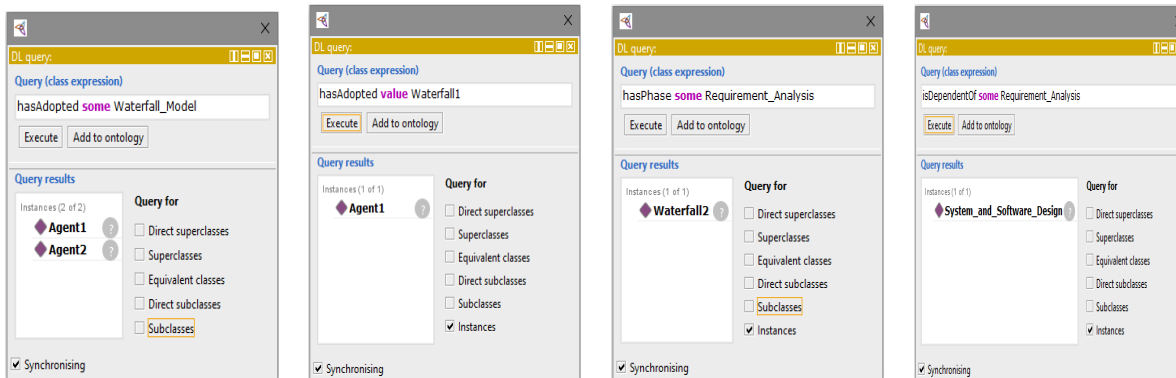 X
DL query:
Query (class expression)
hasAdopted some Waterfall_Model
Execute Add to ontology
Query results
Instances (2 of 2)
Agent1 ?
Agent2 ?
Query for
Direct superclasses
Superclasses
Equivalent classes
Direct subclasses
Subclasses
Synchronising
X
DL query:
Query (class expression)
hasAdopted value Waterfall1
Execute Add to ontology
Query results
Instances (1 of 1)
Agent1 ?
Query for
Direct superclasses
Superclasses
Equivalent classes
Direct subclasses
Subclasses
Instances
Synchronising
X
DL query:
Query (class expression)
hasPhase some Requirement_Analysis
Execute Add to ontology
Query results
Instances (1 of 1)
Waterfall2 ?
Query for
Direct superclasses
Superclasses
Equivalent classes
Direct subclasses
Subclasses
Instances
Synchronising
DL query:
Query (class expression)
isDependentOf some Requirement_Analysis
Execute Add to ontology
Query results
Instances (1 of 1)
System_and_Software_Design ?
Query for
Direct superclasses
Superclasses
Equivalent classes
Direct subclasses
Subclasses
Instances
Synchronising